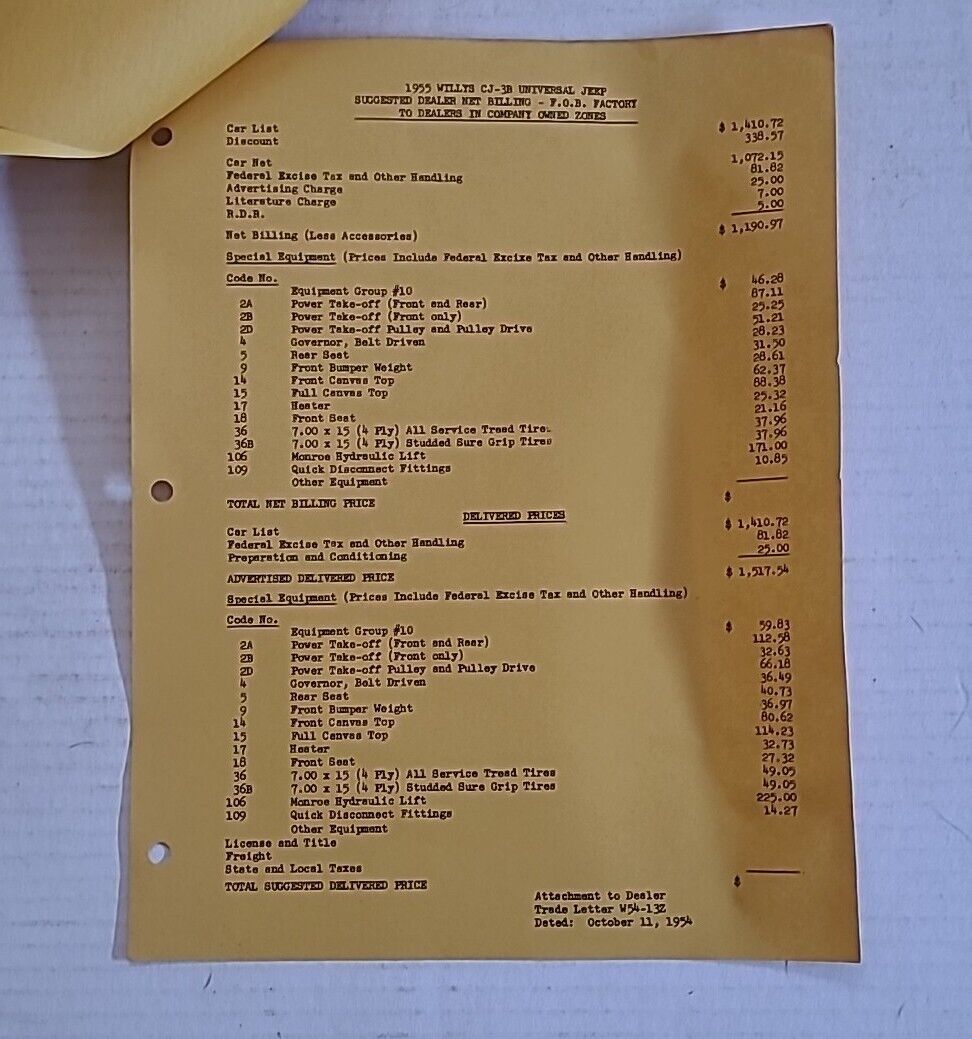 1955 WILLYS CJ-3B UNIVERSAL JEEP
SUGGESTED DEALER NET BILLING - F.O.B. FACTORY
TO DEALERS IN COMPANY OWNED ZONES
Car List $ 1,410.72
Discount 338.57
Car Net 1,072.15
Federal Excise Tax and Other Handling 81.82
Advertising Charge 25.00
Literature Charge 7.00
R.D.R. 5.00
Net Billing (Less Accessories) $ 1,190.97
Special Equipment (Prices Include Federal Excize Tax and Other Handling)
Code No.
Equipment Group #10 $ 46.28
2A Power Take-off (Front and Rear) 87.11
2B Power Take-off (Front only) 25.25
2D Power Take-off Pulley and Pulley Drive 51.21
4 Governor, Belt Driven 28.23
5 Rear Seat 31.50
9 Front Bumper Weight 28.61
14 Front Canvas Top 62.37
15 Full Canvas Top 88.38
17 Heater 25.32
18 Front Seat 21.16
36 7.00 x 15 (4 Ply) All Service Tread Tires 37.96
36B 7.00 x 15 (4 Ply) Studded Sure Grip Tires 37.96
106 Monroe Hydraulic Lift 171.00
109 Quick Disconnect Fittings 10.85
Other Equipment
TOTAL NET BILLING PRICE $
DELIVERED PRICES
Car List $ 1,410.72
Federal Excise Tax and Other Handling 81.82
Preparation and Conditioning 25.00
ADVERTISED DELIVERED PRICE $ 1,517.54
Special Equipment (Prices Include Federal Excise Tax and Other Handling)
Code No.
Equipment Group #10 $ 59.83
2A Power Take-off (Front and Rear) 112.58
2B Power Take-off (Front only) 32.63
2D Power Take-off Pulley and Pulley Drive 66.18
4 Governor, Belt Driven 36.49
5 Rear Seat 40.73
9 Front Bumper Weight 36.97
14 Front Canvas Top 80.62
15 Full Canvas Top 114.23
17 Heater 32.73
18 Front Seat 27.32
36 7.00 x 15 (4 Ply) All Service Tread Tires 49.05
36B 7.00 x 15 (4 Ply) Studded Sure Grip Tires 49.05
106 Monroe Hydraulic Lift 225.00
109 Quick Disconnect Fittings 14.27
Other Equipment
License and Title
Freight
State and Local Taxes
TOTAL SUGGESTED DELIVERED PRICE $
Attachment to Dealer
Trade Letter W54-13Z
Dated: October 11, 1954